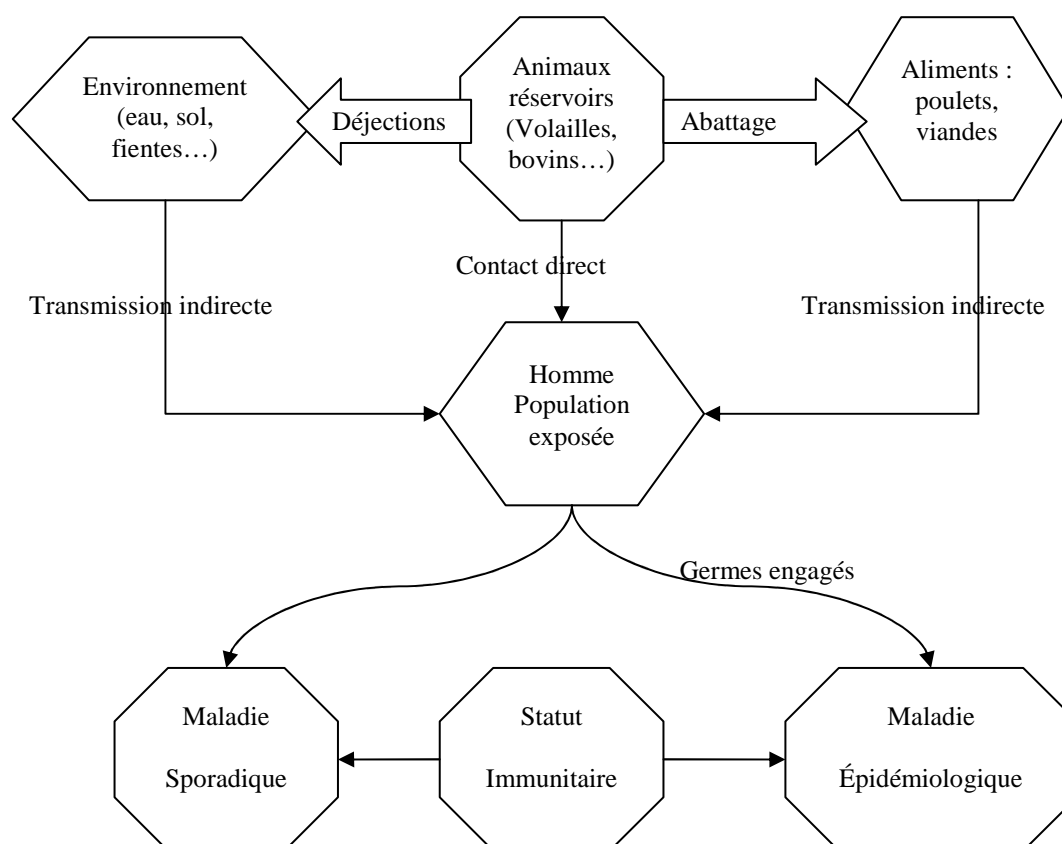 Environnement
(eau, sol,
fientes…)
Déjections
Animaux
réservoirs
(Volailles,
bovins…)
Abattage
Aliments :
poulets,
viandes
Contact direct
Transmission indirecte
Transmission indirecte
Homme
Population
exposée
Germes engagés
Maladie
Sporadique
Statut
Immunitaire
Maladie
Épidémiologique